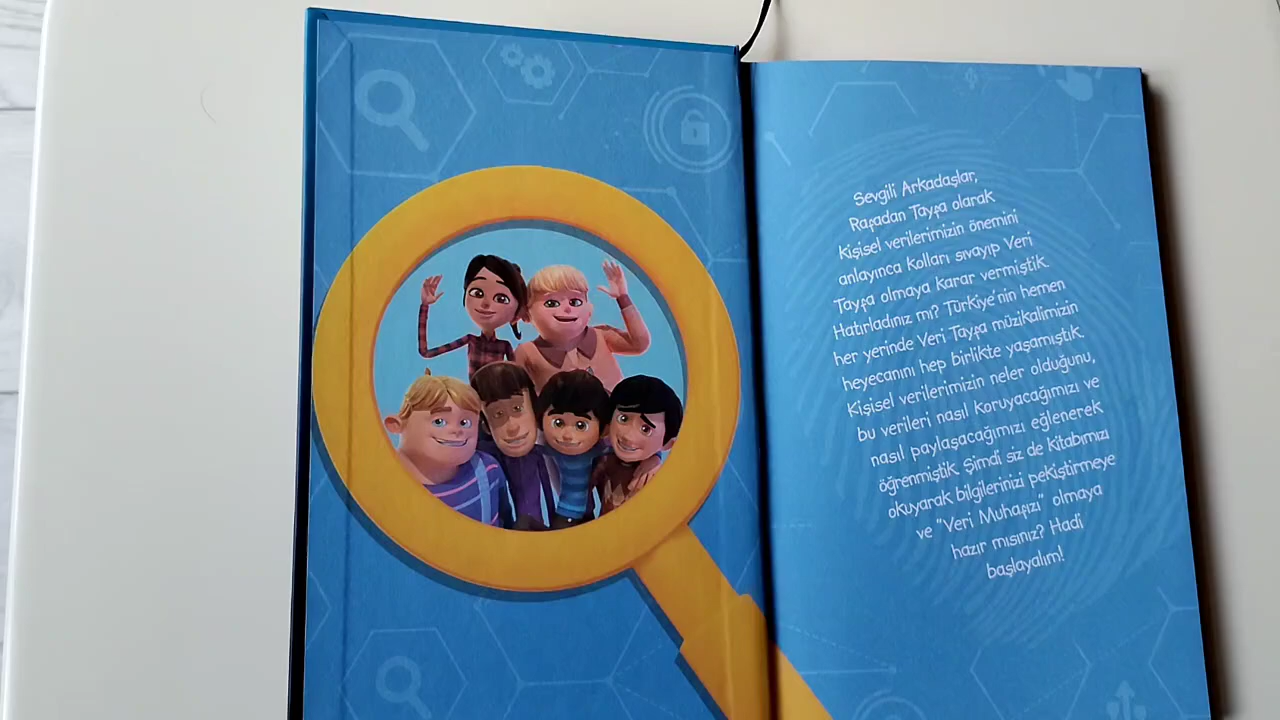 Sevgili Arkadaşlar,
Rafadan Tayfa olarak
Kişisel verilerimizin önemini
anlayınca kolları sıvayıp Veri
Tayfa olmaya karar vermiştik.
Hatırladınız mı? Türkiye'nin hemen
her yerinde Veri Tayfa müzikalimizin
heyecanını hep birlikte yaşamıştık.
Kişisel verilerimizin neler olduğunu,
bu verileri nasıl koruyacağımızı ve
nasıl paylaşacağımızı eğlenerek
öğrenmiştik. Şimdi siz de kitabımızı
okuyarak bilgilerinizi pekiştirmeye
ve "Veri Muhafızı" olmaya
hazır mısınız? Hadi
başlayalım!